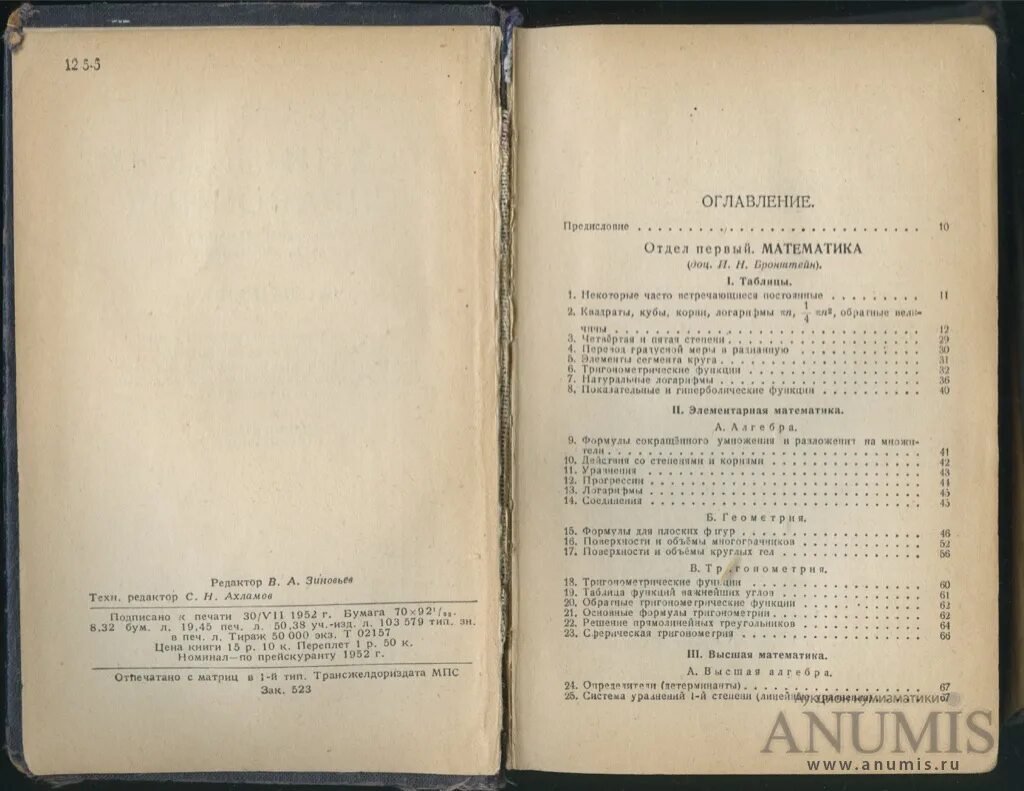 12-5-5
Редактор В. А. Зиновьев
Техн. редактор С. Н. Ахламов
Подписано к печати 30/VII 1952 г. Бумага 70×92¹/₃₂.
8,32 бум. л. 19,45 печ. л. 50,38 уч.-изд. л. 103 579 тип. зн.
в печ. л. Тираж 50 000 экз. Т 02157
Цена книги 15 р. 10 к. Переплет 1 р. 50 к.
Номинал—по прейскуранту 1952 г.
Отпечатано с матриц в 1-й тип. Трансжелдориздата МПС
Зак. 523
ОГЛАВЛЕНИЕ.
Предисловие . . . . . . . . . . . . . . . . . . . . 10
Отдел первый. МАТЕМАТИКА
(доц. И. Н. Бронштейн).
I. Таблицы.
1. Некоторые часто встречающиеся постоянные . . . . . . . . . 11
2. Квадраты, кубы, корни, логарифмы πn, 1/4 πn², обратные вели-
чины . . . . . . . . . . . . . . . . . . . . 12
3. Четвёртая и пятая степени . . . . . . . . . . . . . . 29
4. Перевод градусной меры в радианную . . . . . . . . . . 30
5. Элементы сегмента круга . . . . . . . . . . . . . . 31
6. Тригонометрические функции . . . . . . . . . . . . 32
7. Натуральные логарифмы . . . . . . . . . . . . . . 36
8. Показательные и гиперболические функции . . . . . . . . . 40
II. Элементарная математика.
А. Алгебра.
9. Формулы сокращённого умножения и разложения на множи-
тели . . . . . . . . . . . . . . . . . . . . 41
10. Действия со степенями и корнями . . . . . . . . . . . 42
11. Уравнения . . . . . . . . . . . . . . . . . . 43
12. Прогрессии . . . . . . . . . . . . . . . . . . 44
13. Логарифмы . . . . . . . . . . . . . . . . . . 45
14. Соединения . . . . . . . . . . . . . . . . . . 45
Б. Геометрия.
15. Формулы для плоских фигур . . . . . . . . . . . . . 46
16. Поверхности и объёмы многогранников . . . . . . . . . 52
17. Поверхности и объёмы круглых тел . . . . . . . . . . . 56
В. Тригонометрия.
18. Тригонометрические функции . . . . . . . . . . . . 60
19. Таблица функций важнейших углов . . . . . . . . . . 61
20. Обратные тригонометрические функции . . . . . . . . . 62
21. Основные формулы тригонометрии . . . . . . . . . . . 62
22. Решение прямолинейных треугольников . . . . . . . . . 64
23. Сферическая тригонометрия . . . . . . . . . . . . . 66
III. Высшая математика.
А. Высшая алгебра.
24. Определители (детерминанты) . . . . . . . . . . . . . 67
25. Система уравнений 1-й степени (линейные уравнения) . . . . 67
Аукцион нумизматики
ANUMIS
www.anumis.ru